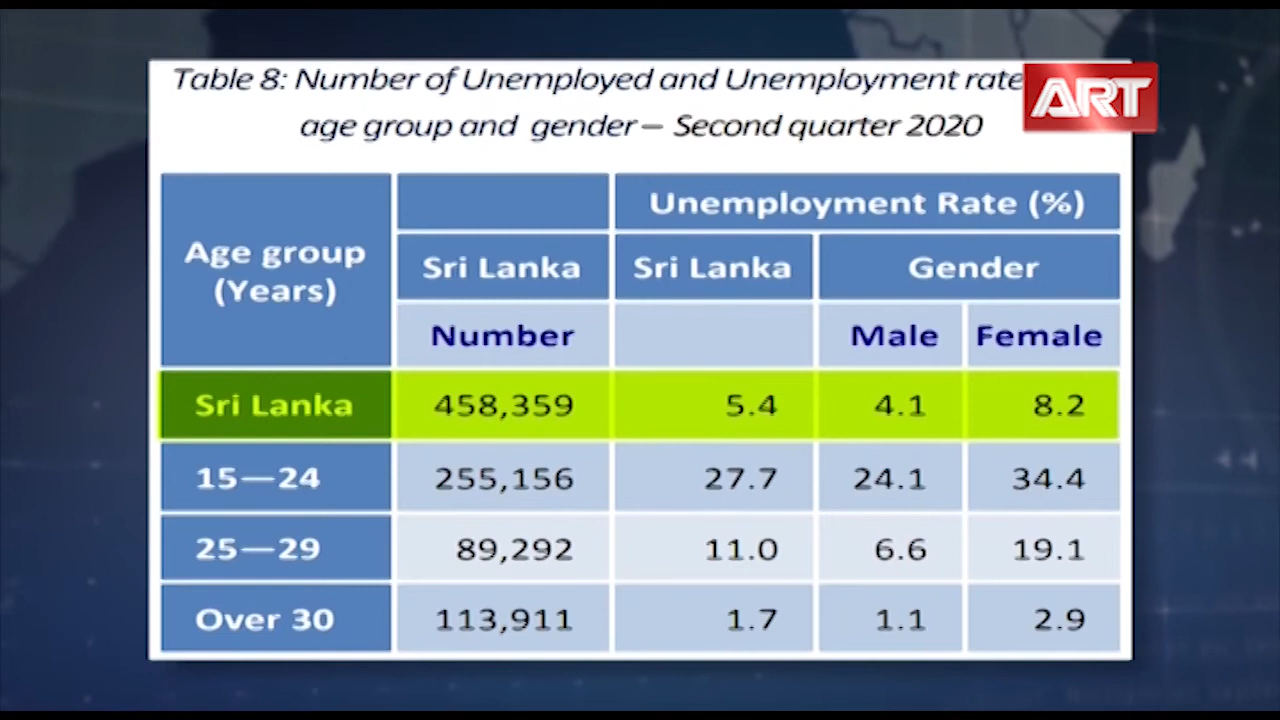 Table 8: Number of Unemployed and Unemployment rate
ART
age group and gender — Second quarter 2020
Age group
(Years)
Unemployment Rate (%)
Sri Lanka Sri Lanka Gender
Number Male Female
Sri Lanka 458,359 5.4 4.1 8.2
15—24 255,156 27.7 24.1 34.4
25—29 89,292 11.0 6.6 19.1
Over 30 113,911 1.7 1.1 2.9